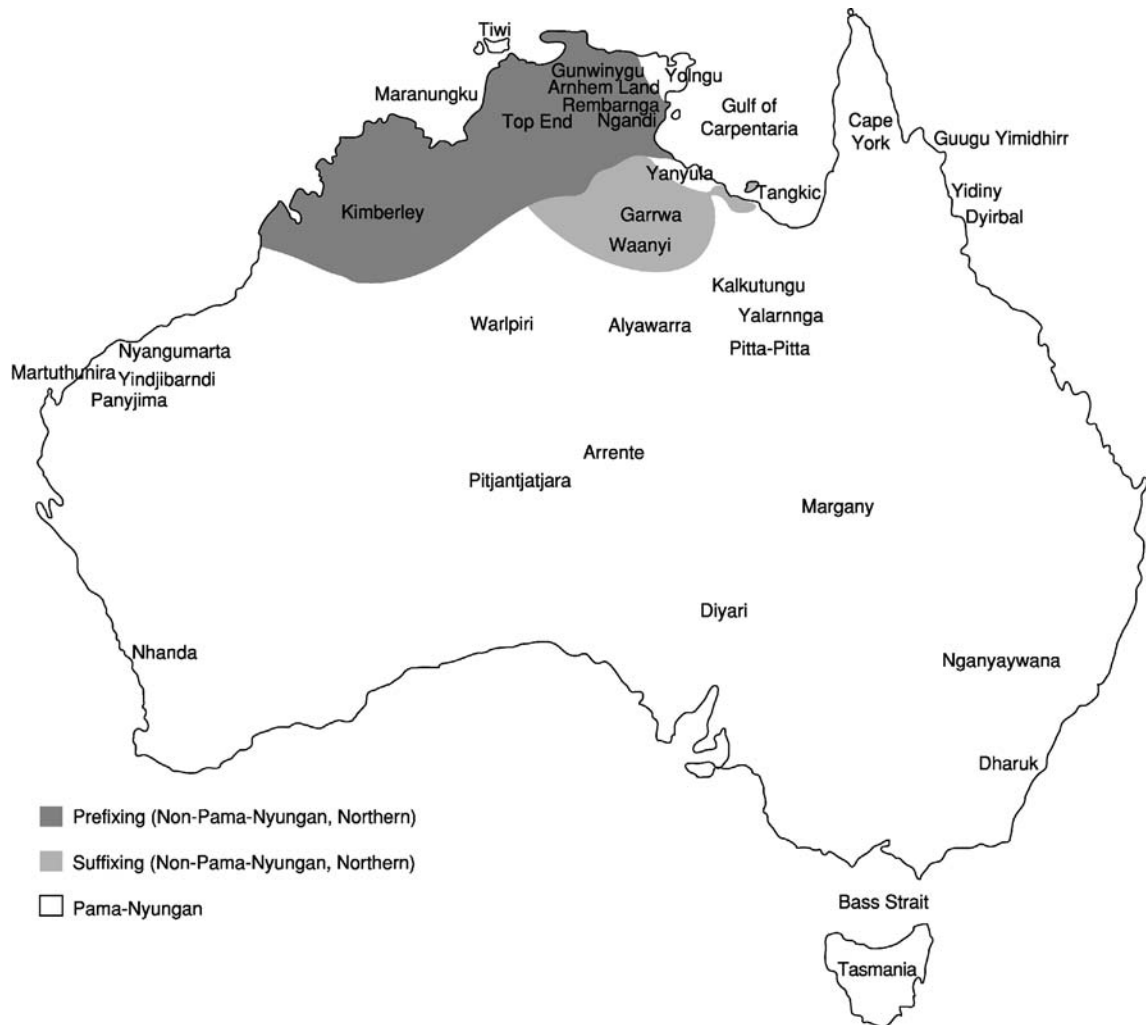 Tiwi
Gunwinygu
Yolngu
Arnhem Land
Maranungku
Rembarnga
Top End
Ngandi
Gulf of
Carpentaria
Cape
York
Guugu Yimidhirr
Yanyula
Tangkic
Yidiny
Kimberley
Garrwa
Dyirbal
Waanyi
Kalkutungu
Warlpiri
Alyawarra
Yalarnnga
Nyangumarta
Pitta-Pitta
Martuthunira
Yindjibarndi
Panyjima
Arrente
Pitjantjatjara
Margany
Diyari
Nhanda
Nganyaywana
Dharuk
Prefixing (Non-Pama-Nyungan, Northern)
Suffixing (Non-Pama-Nyungan, Northern)
Pama-Nyungan
Bass Strait
Tasmania